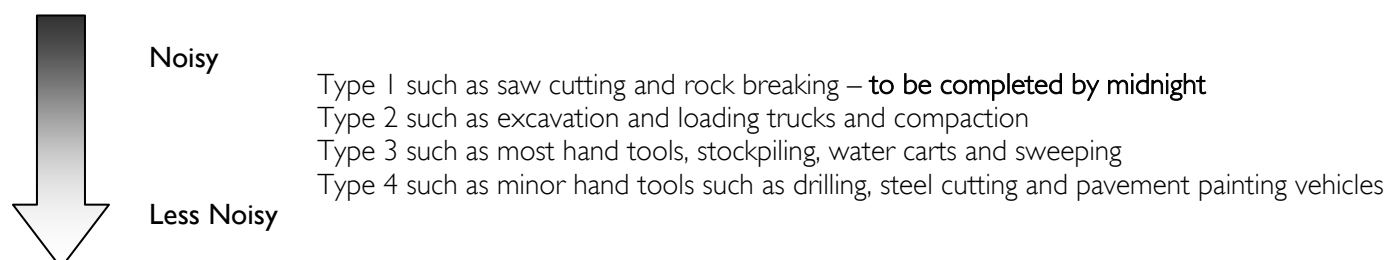 Noisy
Type 1 such as saw cutting and rock breaking – to be completed by midnight
Type 2 such as excavation and loading trucks and compaction
Type 3 such as most hand tools, stockpiling, water carts and sweeping
Type 4 such as minor hand tools such as drilling, steel cutting and pavement painting vehicles
Less Noisy